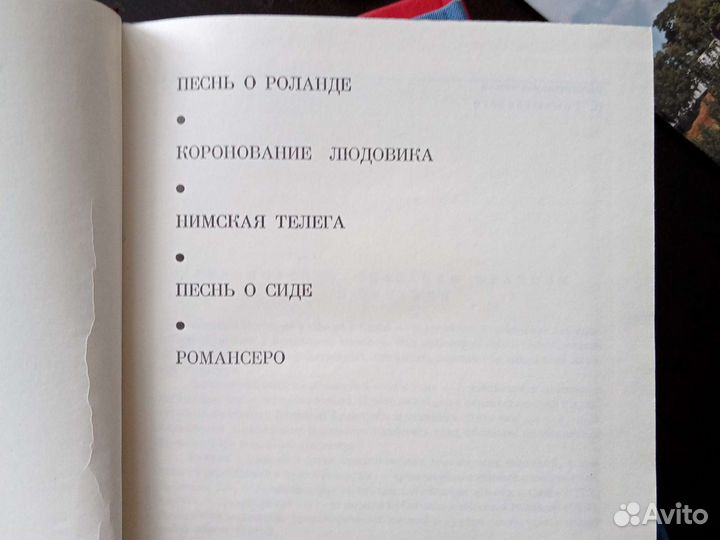 ПЕСНЬ О РОЛАНДЕ
●
КОРОНОВАНИЕ ЛЮДОВИКА
●
НИМСКАЯ ТЕЛЕГА
●
ПЕСНЬ О СИДЕ
●
РОМАНСЕРО
Avito